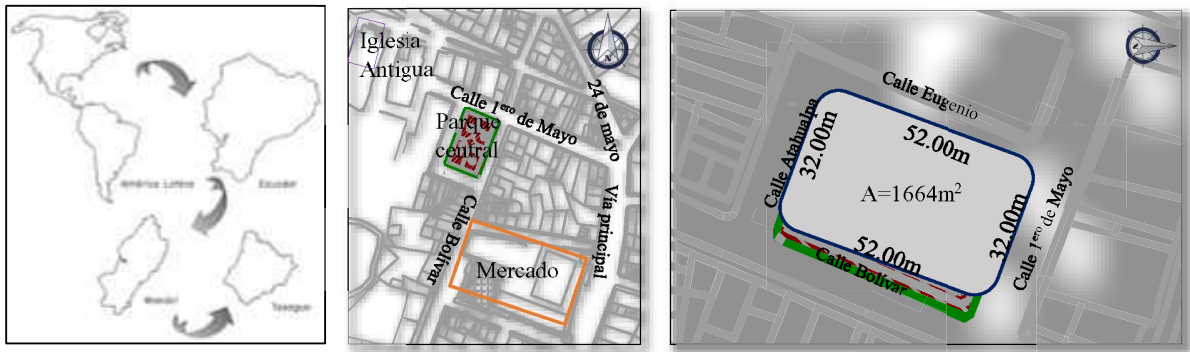 América Latina
Ecuador
Manabí
Iglesia
Antigua
N
24 de mayo
Calle 1ero de Mayo
Parque
central
Calle Bolívar
Vía principal
Mercado
Calle Eugenio
Calle Atahualpa
32.00m
52.00m
A=1664m²
32.00m
Calle 1ero de Mayo
52.00m
Calle Bolívar